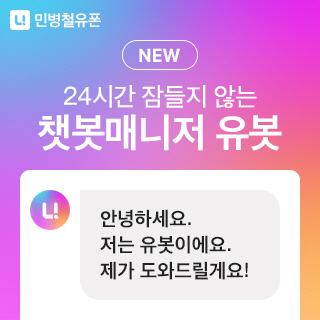 민병철유폰
NEW
24시간 잠들지 않는
챗봇매니저 유봇
안녕하세요.
저는 유봇이에요.
제가 도와드릴게요!